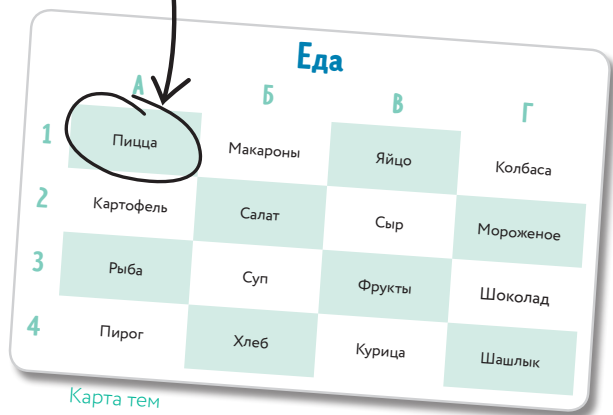 Еда
А Б В Г
1 Пицца Макароны Яйцо Колбаса
2 Картофель Салат Сыр Мороженое
3 Рыба Суп Фрукты Шоколад
4 Пирог Хлеб Курица Шашлык
Карта тем